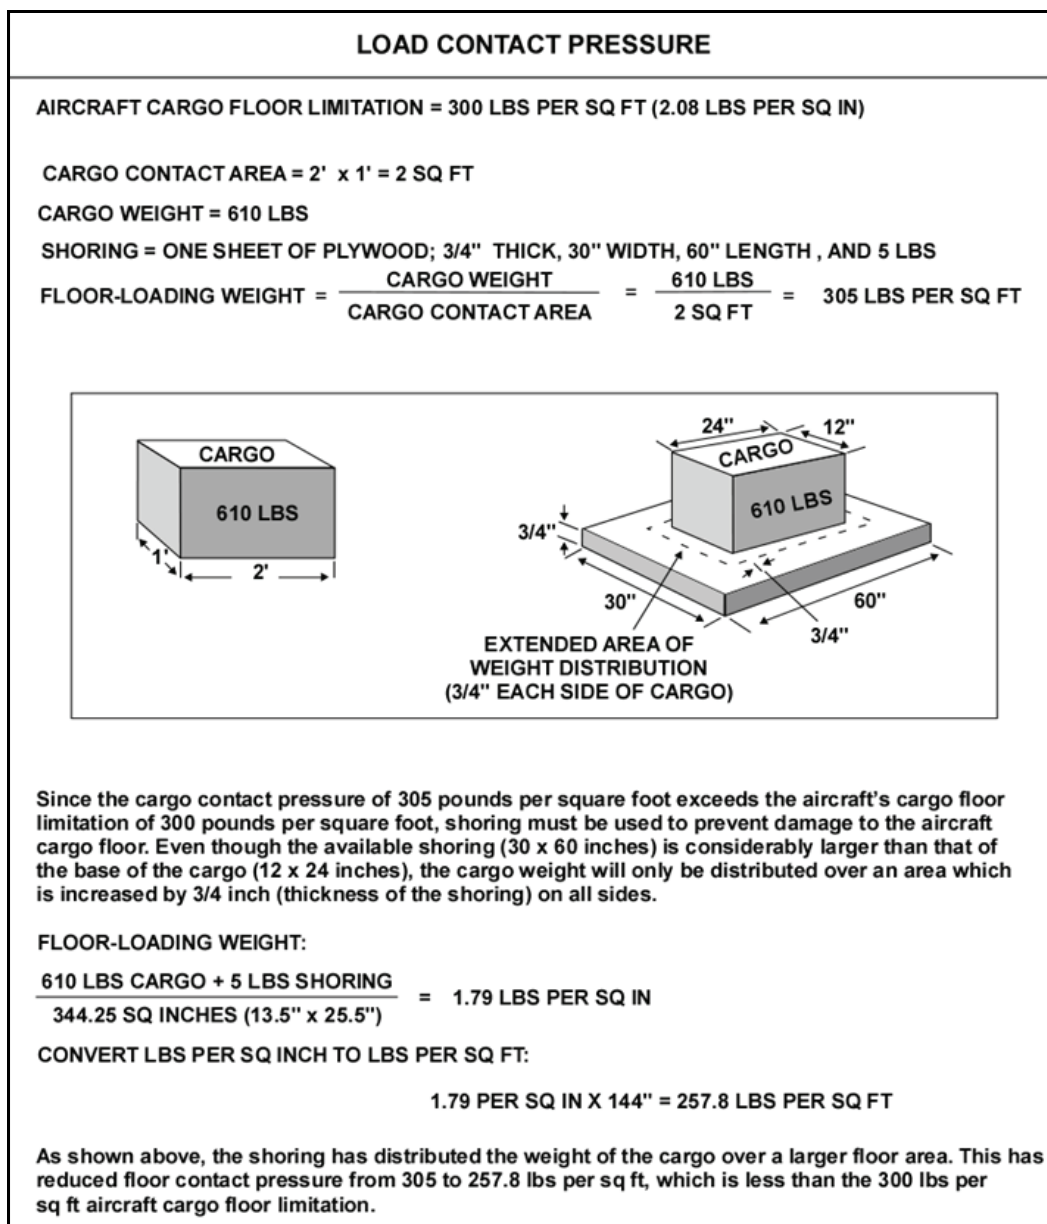 LOAD CONTACT PRESSURE
AIRCRAFT CARGO FLOOR LIMITATION = 300 LBS PER SQ FT (2.08 LBS PER SQ IN)
CARGO CONTACT AREA = 2' x 1' = 2 SQ FT
CARGO WEIGHT = 610 LBS
SHORING = ONE SHEET OF PLYWOOD; 3/4" THICK, 30" WIDTH, 60" LENGTH , AND 5 LBS
FLOOR-LOADING WEIGHT = CARGO WEIGHT / CARGO CONTACT AREA = 610 LBS / 2 SQ FT = 305 LBS PER SQ FT
CARGO
610 LBS
1'
2'
24"
12"
CARGO
610 LBS
3/4"
30"
60"
3/4"
EXTENDED AREA OF
WEIGHT DISTRIBUTION
(3/4" EACH SIDE OF CARGO)
Since the cargo contact pressure of 305 pounds per square foot exceeds the aircraft's cargo floor
limitation of 300 pounds per square foot, shoring must be used to prevent damage to the aircraft
cargo floor. Even though the available shoring (30 x 60 inches) is considerably larger than that of
the base of the cargo (12 x 24 inches), the cargo weight will only be distributed over an area which
is increased by 3/4 inch (thickness of the shoring) on all sides.
FLOOR-LOADING WEIGHT:
610 LBS CARGO + 5 LBS SHORING
344.25 SQ INCHES (13.5" x 25.5")
= 1.79 LBS PER SQ IN
CONVERT LBS PER SQ INCH TO LBS PER SQ FT:
1.79 PER SQ IN X 144" = 257.8 LBS PER SQ FT
As shown above, the shoring has distributed the weight of the cargo over a larger floor area. This has
reduced floor contact pressure from 305 to 257.8 lbs per sq ft, which is less than the 300 lbs per
sq ft aircraft cargo floor limitation.